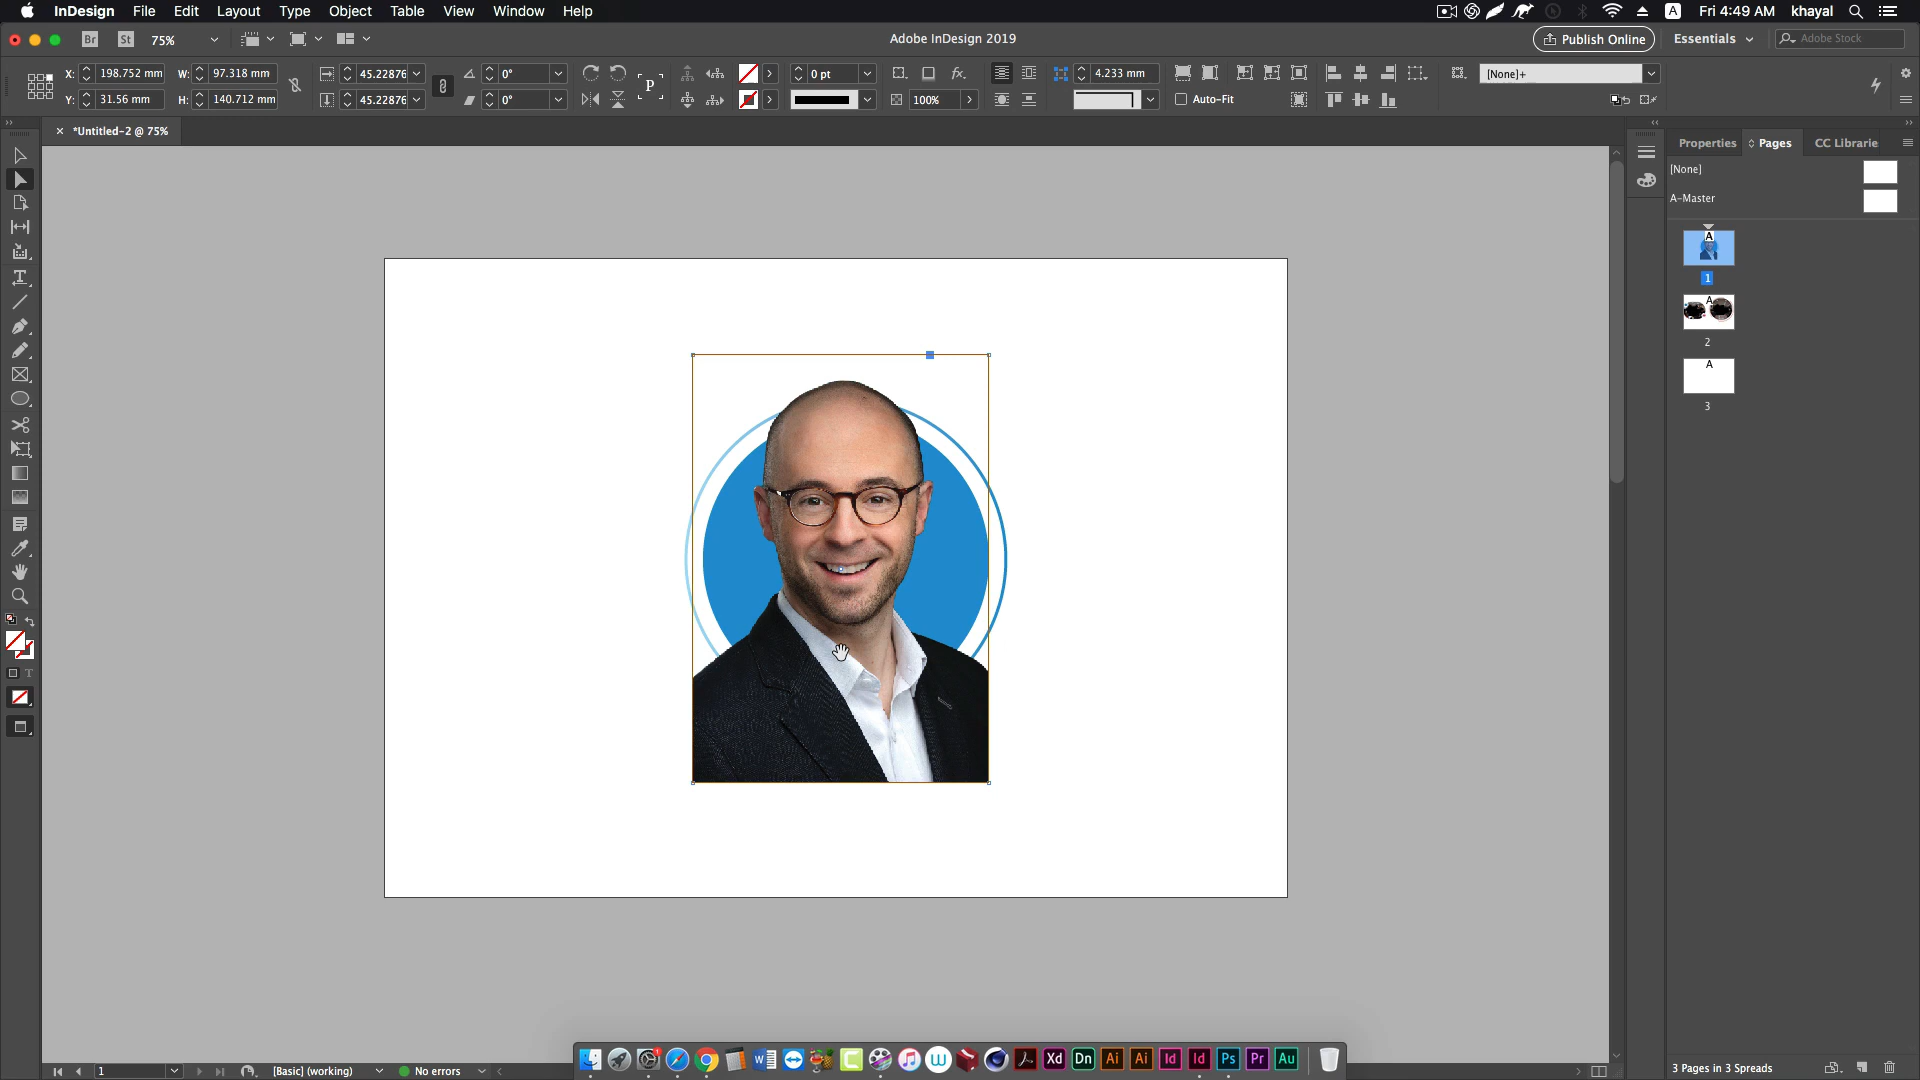 InDesign File Edit Layout Type Object Table View Window Help A Fri 4:49 AM khayal
Br St 75% Adobe InDesign 2019 Publish Online Essentials Adobe Stock
X: 198.752 mm W: 97.318 mm 45.22876 0° P 0 pt fx. 4.233 mm [None]+
Y: 31.56 mm H: 140.712 mm 45.22876 0° 100% Auto-Fit
*Untitled-2 @ 75%
Properties Pages CC Librarie
[None]
A-Master
A
1
A
2
A
3
T
T
1 [Basic] (working) No errors
W Xd Dn Ai Ai Id Id Ps Pr Au
3 Pages in 3 Spreads